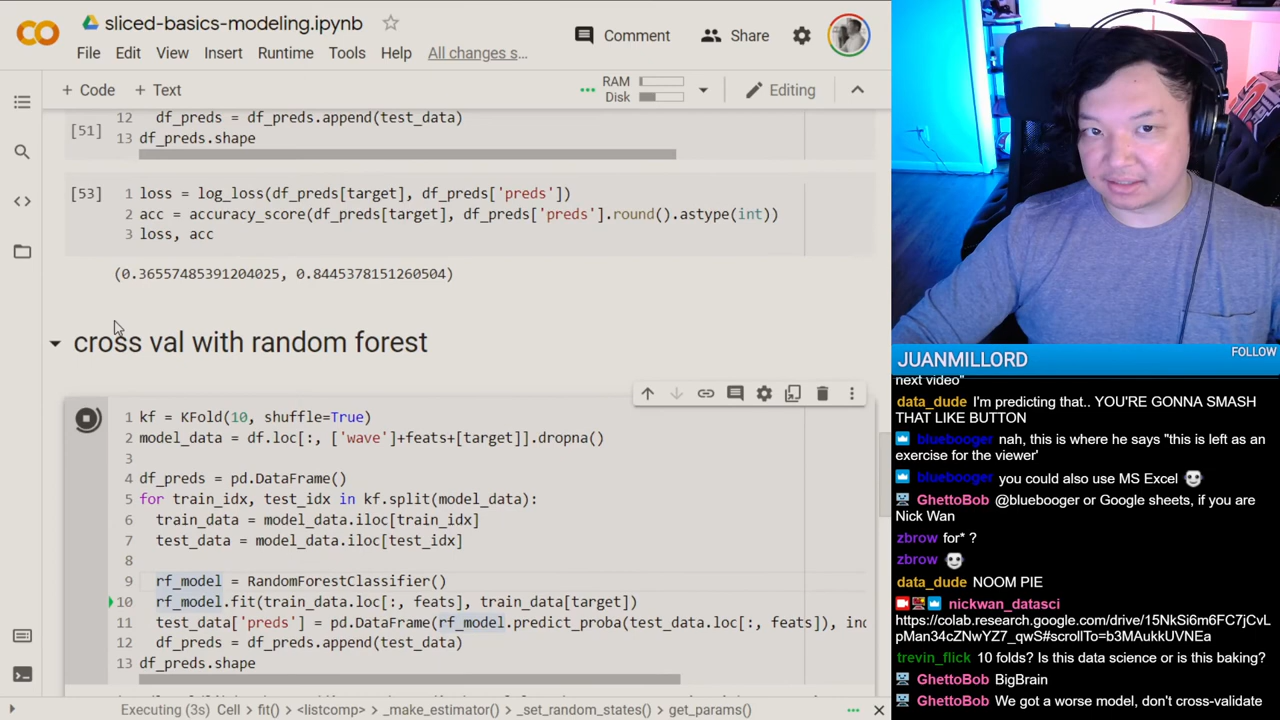 sliced-basics-modeling.ipynb
File Edit View Insert Runtime Tools Help All changes s...
Comment
Share
+ Code + Text
RAM
Disk
Editing
12 df_preds = df_preds.append(test_data)
[51]
13 df_preds.shape
[53]
1 loss = log_loss(df_preds[target], df_preds['preds'])
2 acc = accuracy_score(df_preds[target], df_preds['preds'].round().astype(int))
3 loss, acc
(0.36557485391204025, 0.8445378151260504)
cross val with random forest
1 kf = KFold(10, shuffle=True)
2 model_data = df.loc[:, ['wave']+feats+[target]].dropna()
3
4 df_preds = pd.DataFrame()
5 for train_idx, test_idx in kf.split(model_data):
6 train_data = model_data.iloc[train_idx]
7 test_data = model_data.iloc[test_idx]
8
9 rf_model = RandomForestClassifier()
10 rf_model.fit(train_data.loc[:, feats], train_data[target])
11 test_data['preds'] = pd.DataFrame(rf_model.predict_proba(test_data.loc[:, feats]), in
12 df_preds = df_preds.append(test_data)
13 df_preds.shape
Executing (3s) Cell > fit() > <listcomp> > _make_estimator() > _set_random_states() > get_params()
JUANMILLORD
FOLLOW
next video"
data_dude I'm predicting that.. YOU'RE GONNA SMASH
THAT LIKE BUTTON
bluebooger nah, this is where he says "this is left as an
exercise for the viewer'
bluebooger you could also use MS Excel
GhettoBob @bluebooger or Google sheets, if you are
Nick Wan
zbrow for* ?
zbrow
data_dude NOOM PIE
nickwan_datasci
https://colab.research.google.com/drive/15NkSi6m6FC7jCvL
pMan34cZNwYZ7_qwS#scrollTo=b3MAukkUVNEa
trevin_flick 10 folds? Is this data science or is this baking?
GhettoBob BigBrain
GhettoBob We got a worse model, don't cross-validate